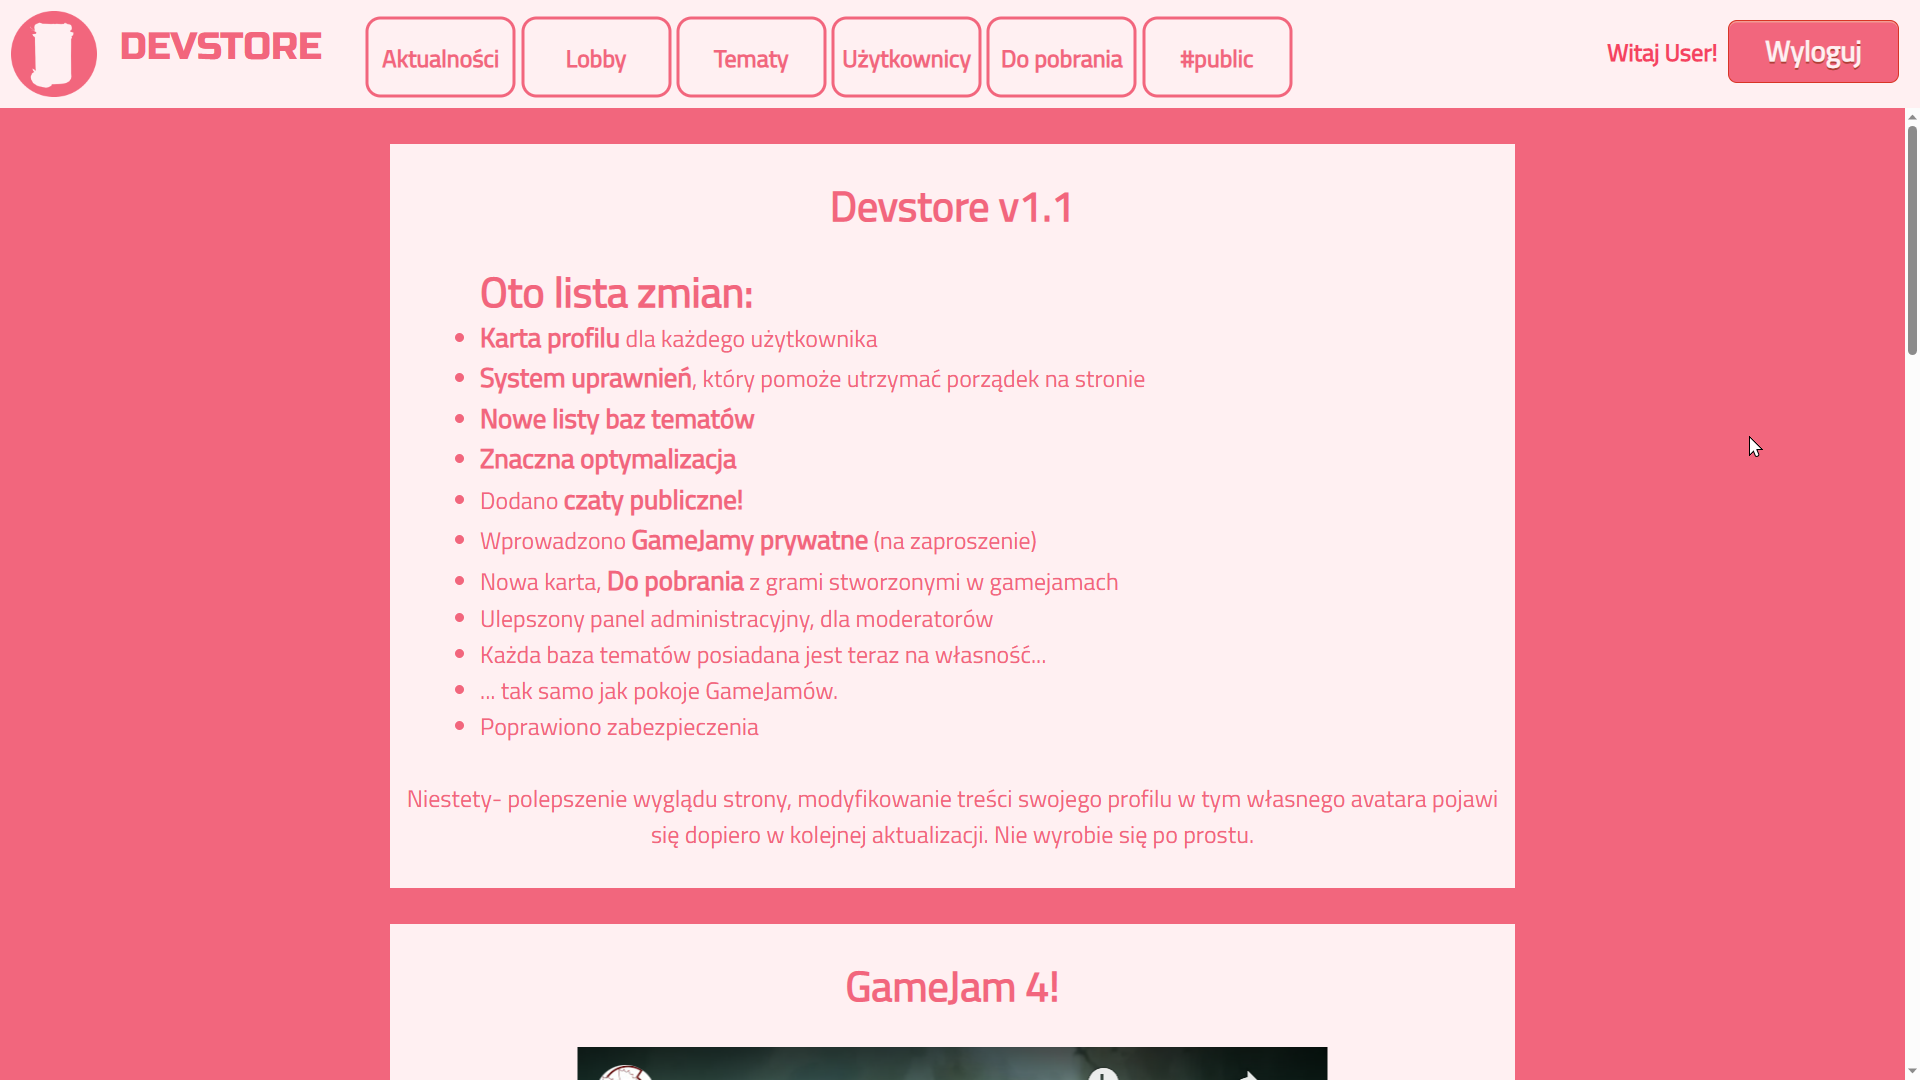 DEVSTORE
Aktualności
Lobby
Tematy
Użytkownicy
Do pobrania
#public
Witaj User!
Wyloguj
Devstore v1.1
Oto lista zmian:
Karta profilu dla każdego użytkownika
System uprawnień, który pomoże utrzymać porządek na stronie
Nowe listy baz tematów
Znaczna optymalizacja
Dodano czaty publiczne!
Wprowadzono GameJamy prywatne (na zaproszenie)
Nowa karta, Do pobrania z grami stworzonymi w gamejamach
Ulepszony panel administracyjny, dla moderatorów
Każda baza tematów posiadana jest teraz na własność...
... tak samo jak pokoje GameJamów.
Poprawiono zabezpieczenia
Niestety- polepszenie wyglądu strony, modyfikowanie treści swojego profilu w tym własnego avatara pojawi
się dopiero w kolejnej aktualizacji. Nie wyrobie się po prostu.
GameJam 4!